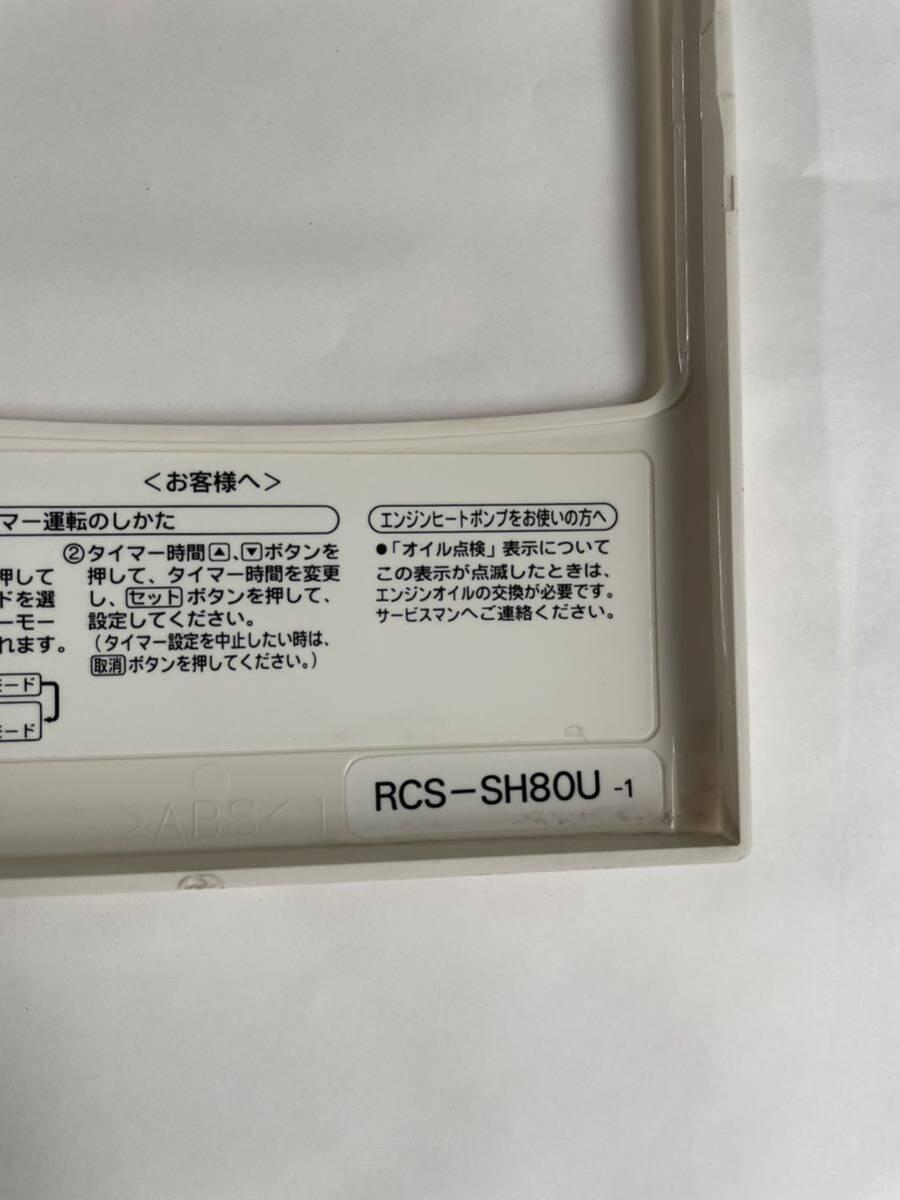 <お客様へ>
マー運転のしかた
押して
ドを選
ーモー
れます。
モード
モード
②タイマー時間▲、▼ボタンを
押して、タイマー時間を変更
し、セットボタンを押して、
設定してください。
(タイマー設定を中止したい時は、
取消ボタンを押してください。)
エンジンヒートポンプをお使いの方へ
●「オイル点検」表示について
この表示が点滅したときは、
エンジンオイルの交換が必要です。
サービスマンへご連絡ください。
>ABS< 1
RCS-SH80U -1